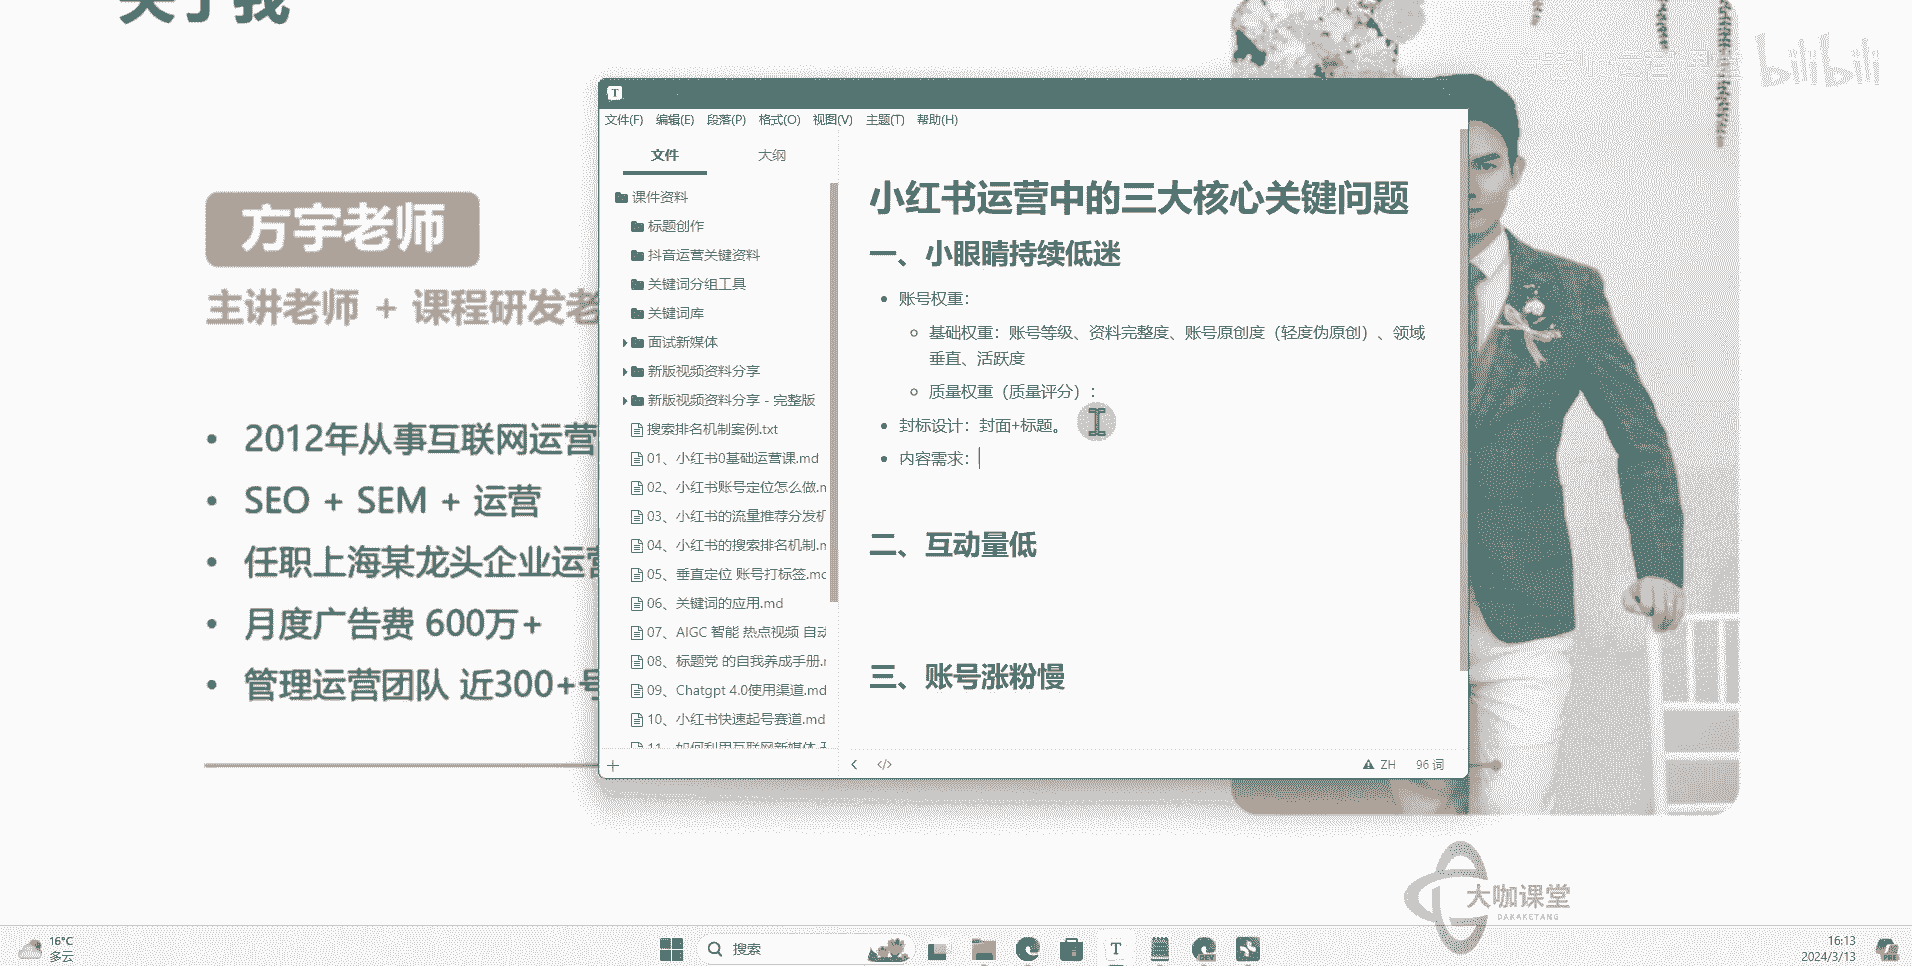 关于我
bilibili
方宇老师
主讲老师 + 课程研发老
2012年从事互联网运营
SEO + SEM + 运营
任职上海某龙头企业运营
月度广告费 600万+
管理运营团队 近300+号
T
文件(F) 编辑(E) 段落(P) 格式(O) 视图(V) 主题(T) 帮助(H)
文件 大纲
课件资料
标题创作
抖音运营关键资料
关键词分组工具
关键词库
面试新媒体
新版视频资料分享
新版视频资料分享 - 完整版
搜索排名机制案例.txt
01、小红书0基础运营课.md
02、小红书账号定位怎么做.m
03、小红书的流量推荐分发机
04、小红书的搜索排名机制.m
05、垂直定位 账号打标签.md
06、关键词的应用.md
07、AIGC 智能 热点视频 自动
08、标题党 的自我养成手册.m
09、Chatgpt 4.0使用渠道.md
10、小红书快速起号赛道.md
11、如何利用互联网新媒体
小红书运营中的三大核心关键问题
一、小眼睛持续低迷
账号权重：
基础权重：账号等级、资料完整度、账号原创度（轻度伪原创）、领域
垂直、活跃度
质量权重（质量评分）：
封标设计：封面+标题。
内容需求：
二、互动量低
三、账号涨粉慢
ZH 96 词
大咖课堂
DAKAKETANG
16°C
多云
搜索
T
DEV
16:13
2024/3/13
PRE